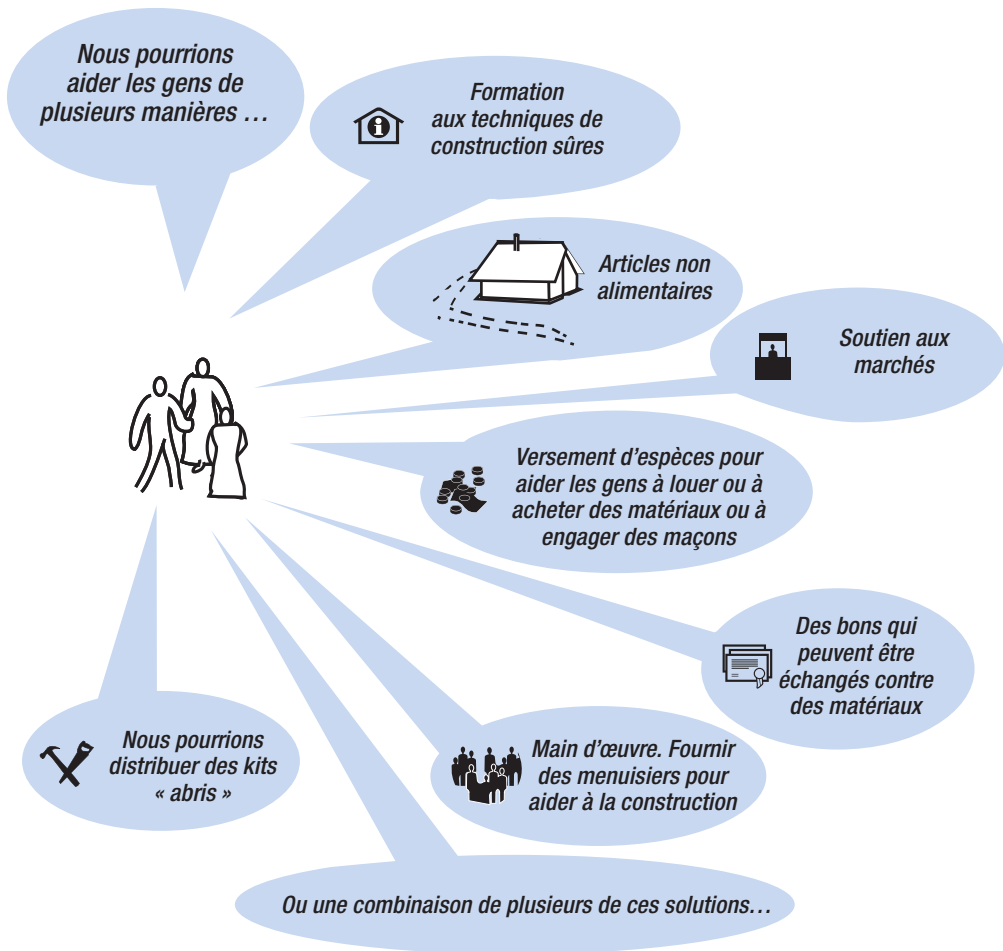 Nous pourrions
aider les gens de
plusieurs manières …
Formation
aux techniques de
construction sûres
Articles non
alimentaires
Soutien aux
marchés
Versement d'espèces pour
aider les gens à louer ou à
acheter des matériaux ou à
engager des maçons
Des bons qui
peuvent être
échangés contre
des matériaux
Main d'œuvre. Fournir
des menuisiers pour
aider à la construction
Nous pourrions
distribuer des kits
« abris »
Ou une combinaison de plusieurs de ces solutions…